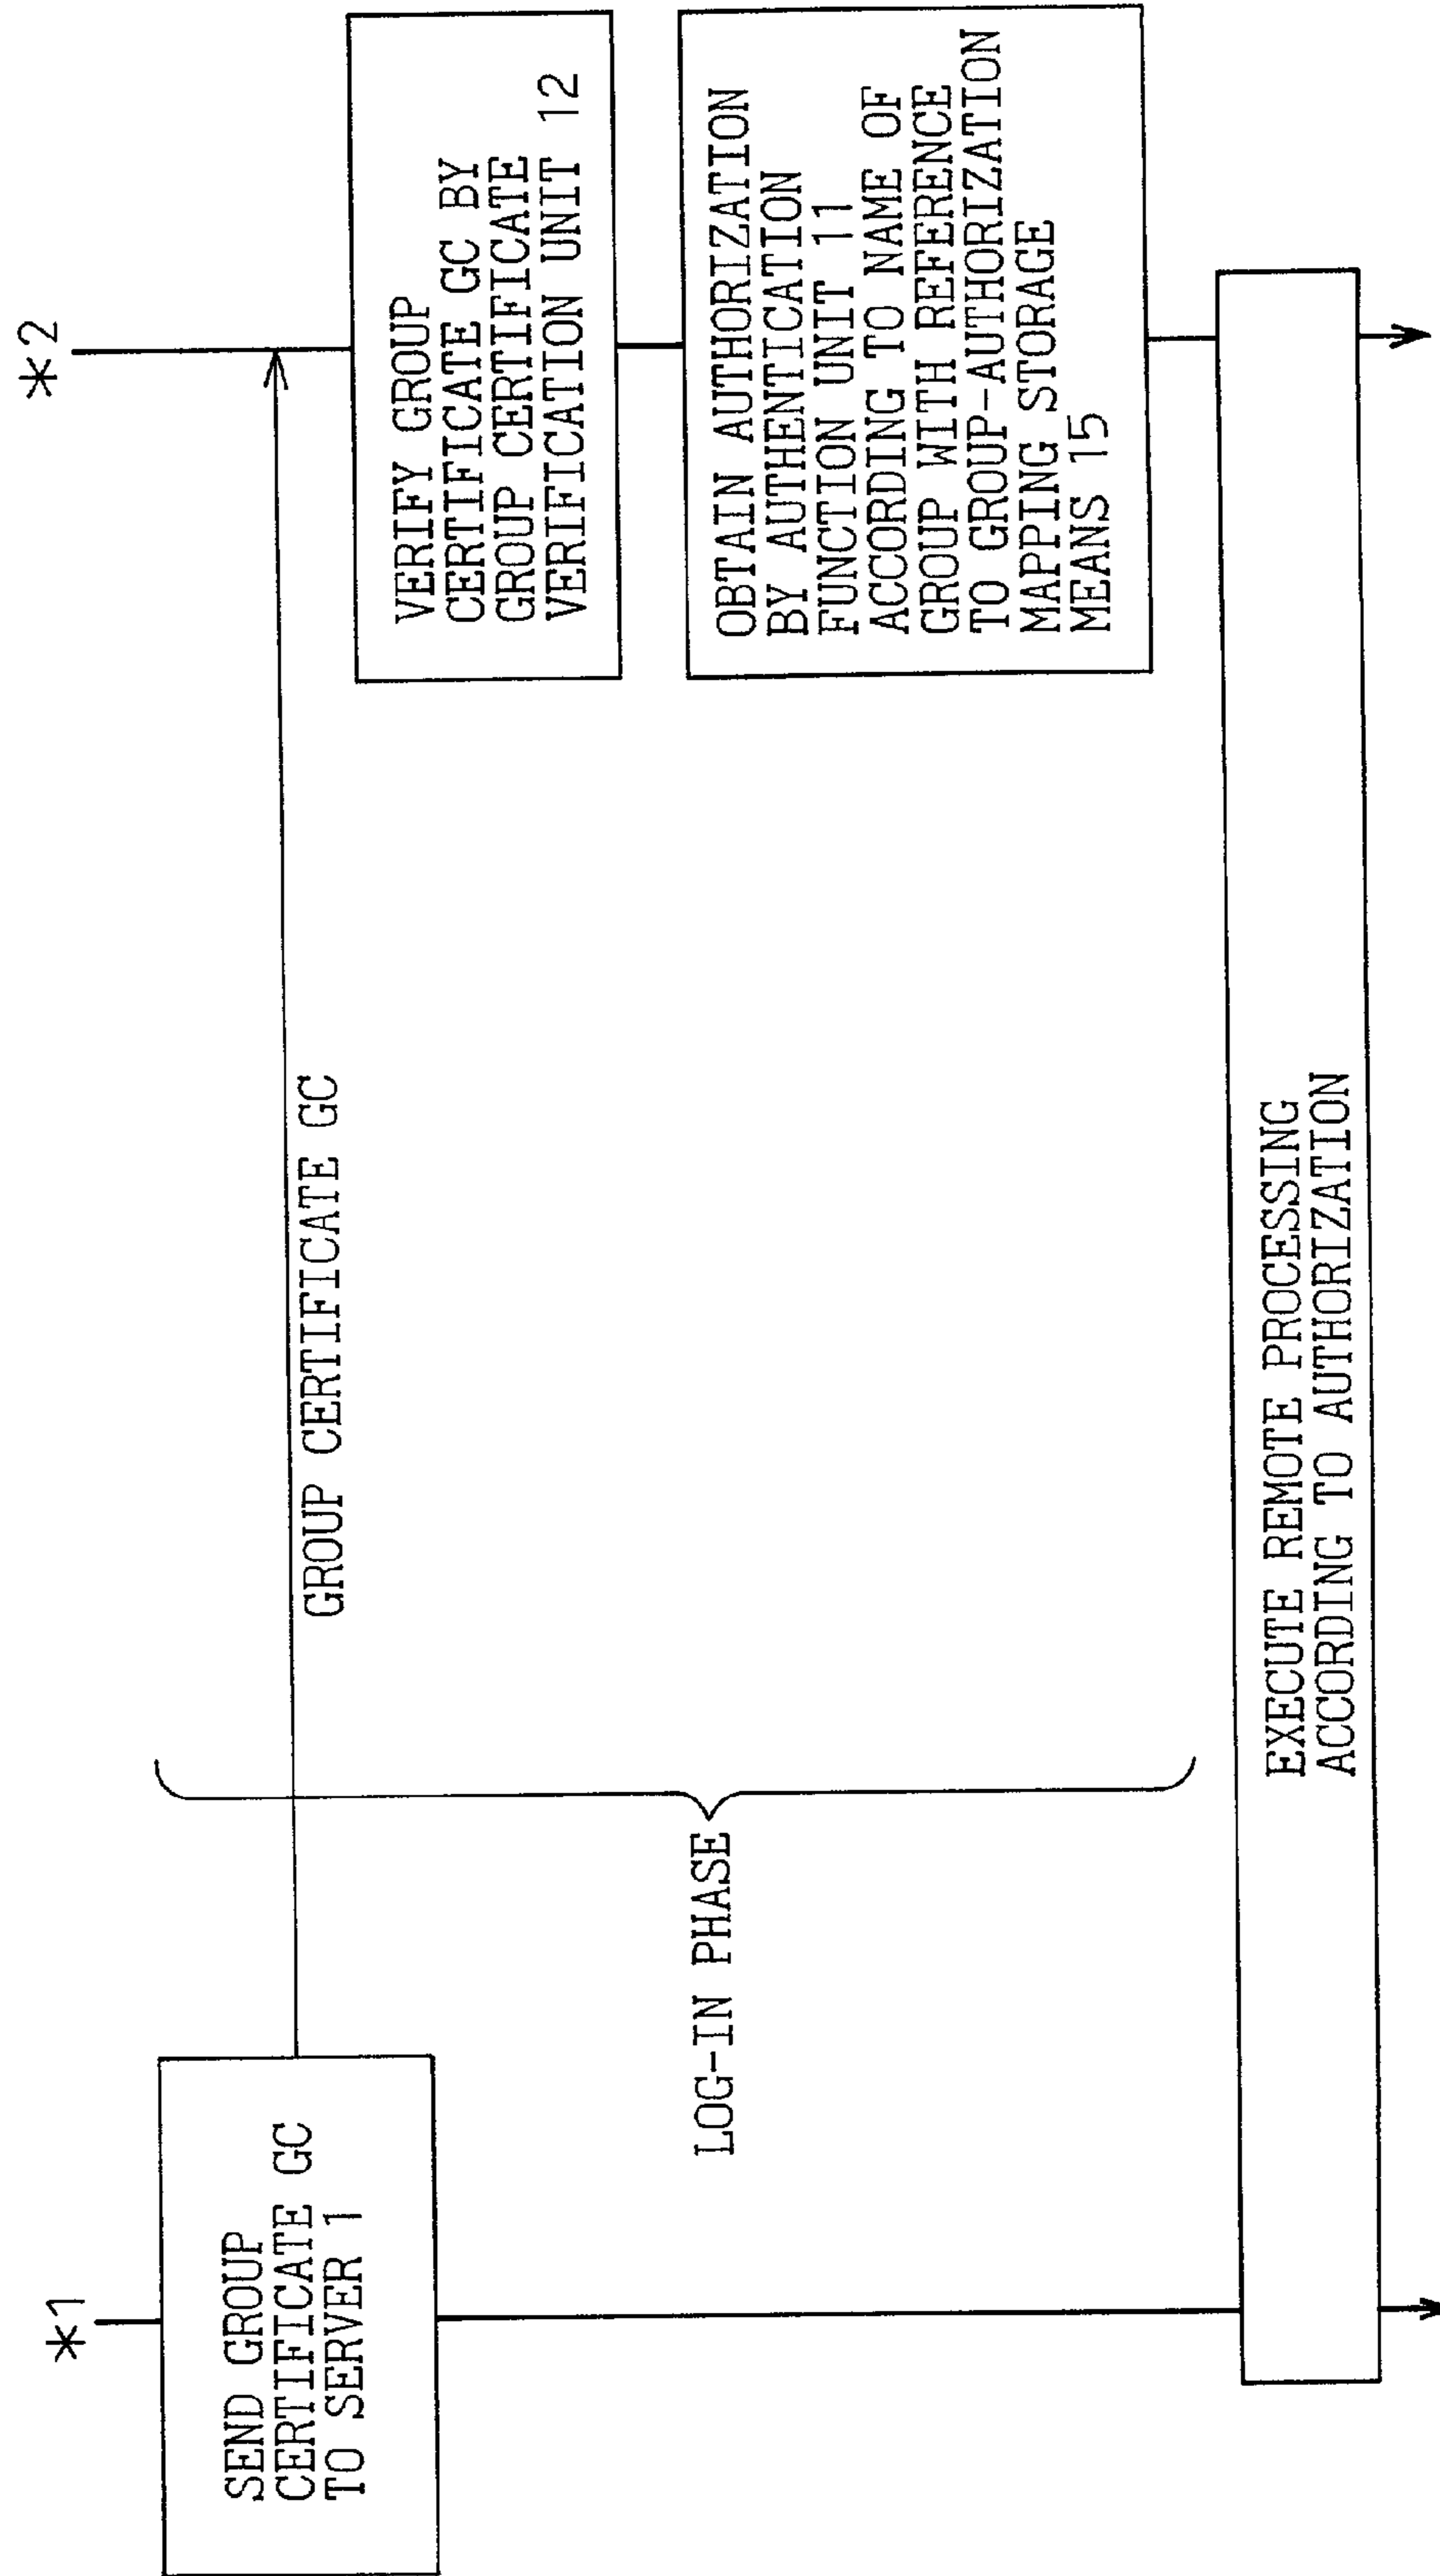 *1
*2
SEND GROUP
CERTIFICATE GC
TO SERVER 1
GROUP CERTIFICATE GC
VERIFY GROUP
CERTIFICATE GC BY
GROUP CERTIFICATE
VERIFICATION UNIT 12
LOG-IN PHASE
OBTAIN AUTHORIZATION
BY AUTHENTICATION
FUNCTION UNIT 11
ACCORDING TO NAME OF
GROUP WITH REFERENCE
TO GROUP-AUTHORIZATION
MAPPING STORAGE
MEANS 15
EXECUTE REMOTE PROCESSING
ACCORDING TO AUTHORIZATION